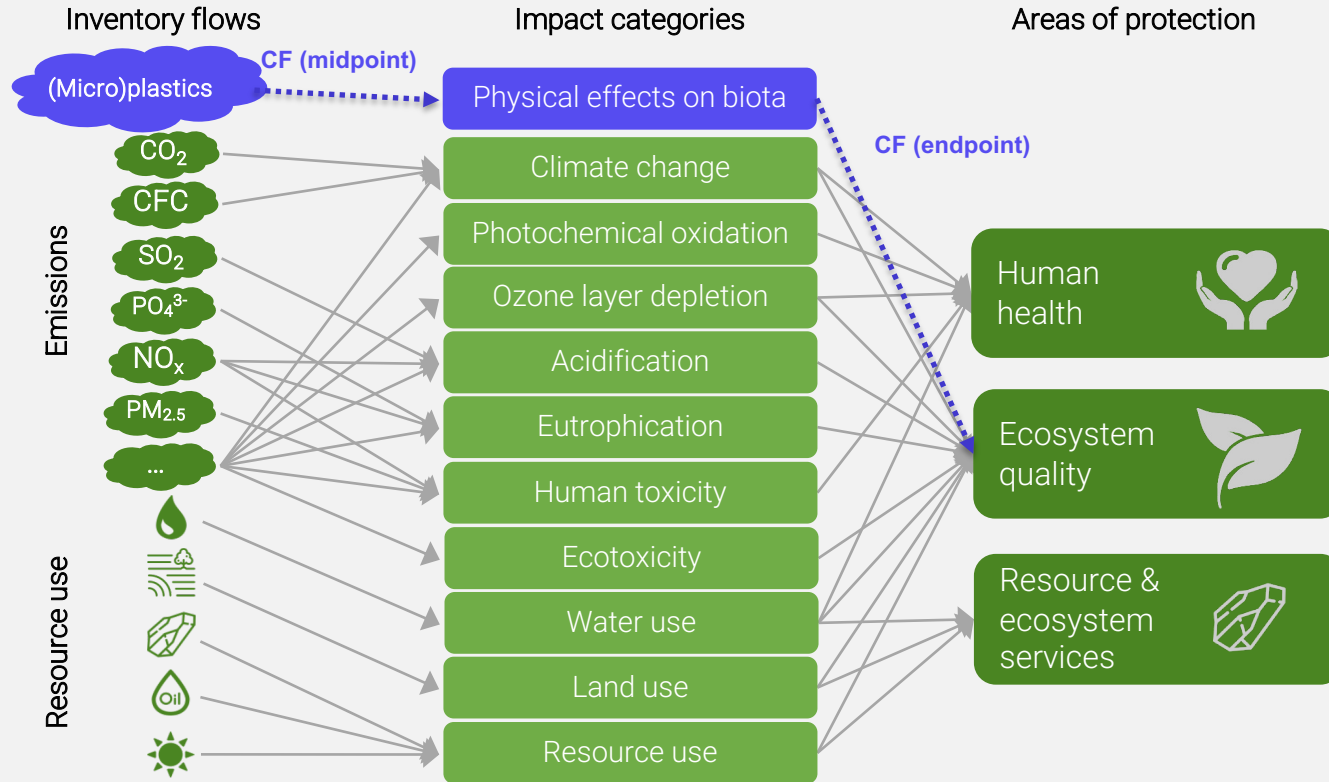 Inventory flows
Impact categories
Areas of protection
(Micro)plastics
CF (midpoint)
Physical effects on biota
CF (endpoint)
Emissions
CO₂
CFC
SO₂
PO₄³⁻
NOₓ
PM₂.₅
...
Resource use
Oil
Climate change
Photochemical oxidation
Ozone layer depletion
Acidification
Eutrophication
Human toxicity
Ecotoxicity
Water use
Land use
Resource use
Human
health
Ecosystem
quality
Resource &
ecosystem
services